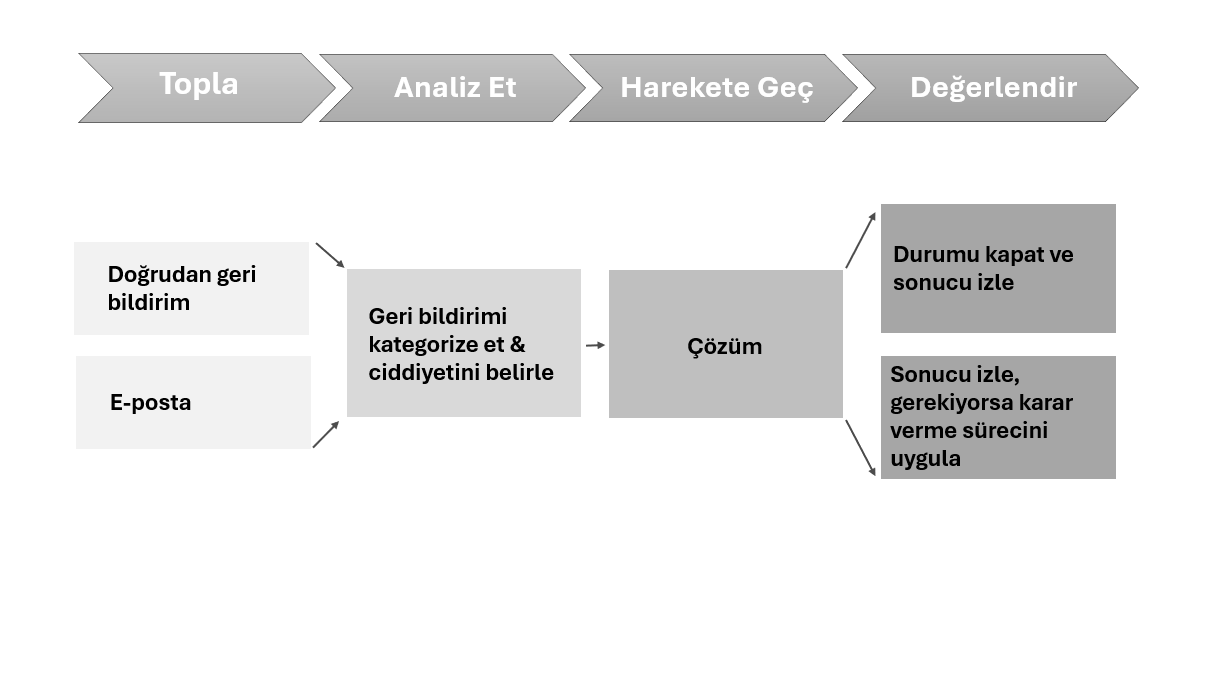 Topla
Analiz Et
Harekete Geç
Değerlendir
Doğrudan geri
bildirim
E-posta
Geri bildirimi
kategorize et &
ciddiyetini belirle
Çözüm
Durumu kapat ve
sonucu izle
Sonucu izle,
gerekiyorsa karar
verme sürecini
uygula